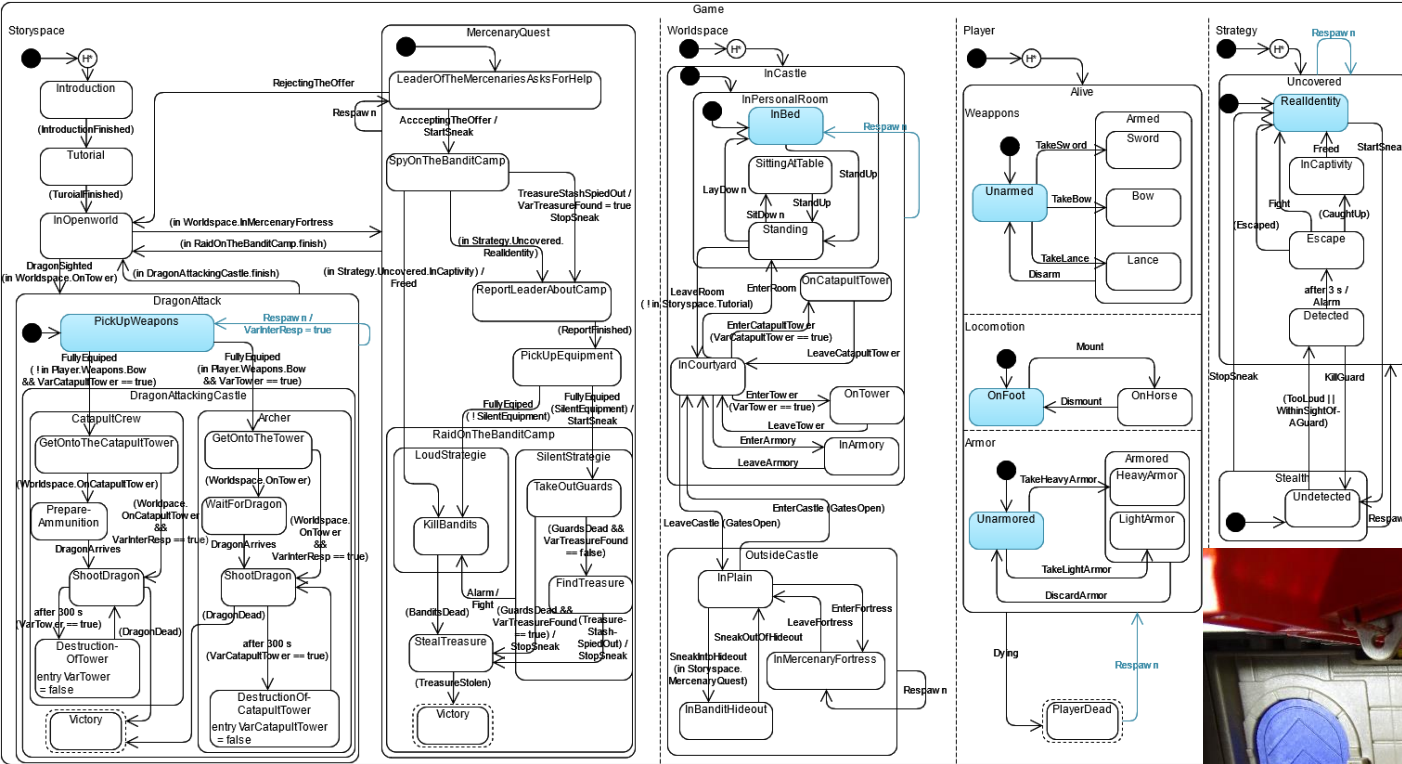 Game
Storyspace
H*
Introduction
(IntroductionFinished)
Tutorial
(TuroialFinished)
InOpenworld
RejectingTheOffer
(in Worldspace.InMercenaryFortress
(in RaidOnTheBanditCamp.finish)
DragonSighted
(in Worldspace.OnTower)
(in DragonAttackingCastle.finish)
DragonAttack
PickUpWeapons
Respawn /
VarInterResp = true
FullyEquiped
( ! in Player.Weapons.Bow
&& VarCatapultTower == true)
FullyEquiped
(in Player.Weapons.Bow
&& VarTower == true)
DragonAttackingCastle
CatapultCrew
GetOntoTheCatapultTower
(Worldspace.OnCatapultTower)
Prepare-
Ammunition
(Worldpace.
OnCatapultTower
&&
VarInterResp == true)
DragonArrives
ShootDragon
after 300 s
(VarTower == true)
(DragonDead)
Destruction-
OfTower
entry VarTower
= false
Victory
Archer
GetOntoTheTower
(Worldspace.OnTower)
WaitForDragon
(Worldspace.
OnTower
&&
VarInterResp == true)
DragonArrives
ShootDragon
(DragonDead)
after 300 s
(VarCatapultTower == true)
DestructionOf-
CatapultTower
entry VarCatapultTower
= false
MercenaryQuest
LeaderOfTheMercenariesAsksForHelp
Respawn
AccceptingTheOffer /
StartSneak
SpyOnTheBanditCamp
TreasureStashSpiedOut /
VarTreasureFound = true
StopSneak
(in Strategy.Uncovered.
RealIdentity)
(in Strategy.Uncovered.InCaptivity) /
Freed
ReportLeaderAboutCamp
(ReportFinished)
PickUpEquipment
FullyEqiped
( ! SilentEquipment)
FullyEquiped
(SilentEquipment) /
StartSneak
RaidOnTheBanditCamp
LoudStrategie
KillBandits
SilentStrategie
TakeOutGuards
(GuardsDead &&
VarTreasureFound
== false)
FindTreasure
Alarm /
Fight
(BanditsDead)
(GuardsDead &&
VarTreasureFound
== true) /
StopSneak
(Treasure-
Stash-
SpiedOut) /
StopSneak
StealTreasure
(TreasureStolen)
Victory
Worldspace
H*
InCastle
InPersonalRoom
InBed
Respawn
SittingAtTable
StandUp
LayDown
StandUp
SitDown
Standing
LeaveRoom
( ! in.Storyspace.Tutorial)
EnterRoom
OnCatapultTower
EnterCatapultTower
(VarCatapultTower == true)
LeaveCatapultTower
InCourtyard
EnterTower
(VarTower == true)
OnTower
LeaveTower
EnterArmory
InArmory
LeaveArmory
LeaveCastle (GatesOpen)
EnterCastle (GatesOpen)
OutsideCastle
InPlain
EnterFortress
LeaveFortress
SneakOutOfHideout
SneakIntoHideout
(in Storyspace.
MercenaryQuest)
InMercenaryFortress
Respawn
InBanditHideout
Player
H*
Alive
Weappons
Armed
TakeSword
Sword
Unarmed
TakeBow
Bow
TakeLance
Lance
Disarm
Locomotion
Mount
OnFoot
Dismount
OnHorse
Armor
Armored
TakeHeavyArmor
HeavyArmor
Unarmored
LightArmor
TakeLightArmor
DiscardArmor
Dying
Respawn
PlayerDead
Strategy
H*
Respawn
Uncovered
RealIdentity
Freed
StartSneak
InCaptivity
Fight
(CaughtUp)
(Escaped)
Escape
after 3 s /
Alarm
Detected
StopSneak
KillGuard
(TooLoud ||
WithinSightOf-
AGuard)
Stealth
Undetected